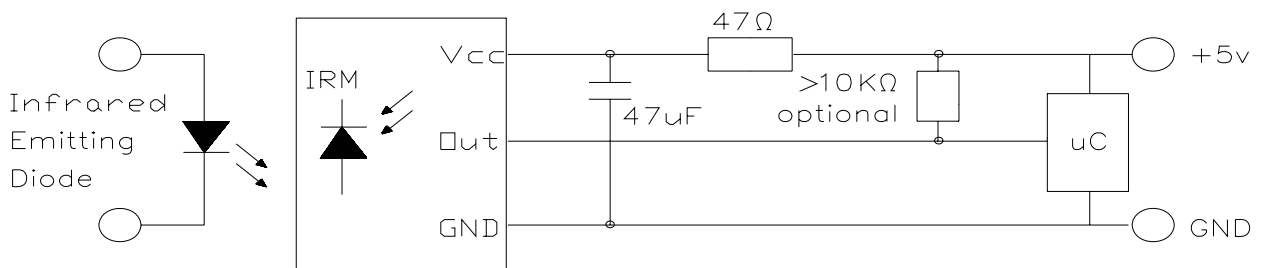 47Ω
Vcc
+5v
IRM
>10KΩ
optional
Infrared
Emitting
Diode
47uF
Out
uC
GND
GND